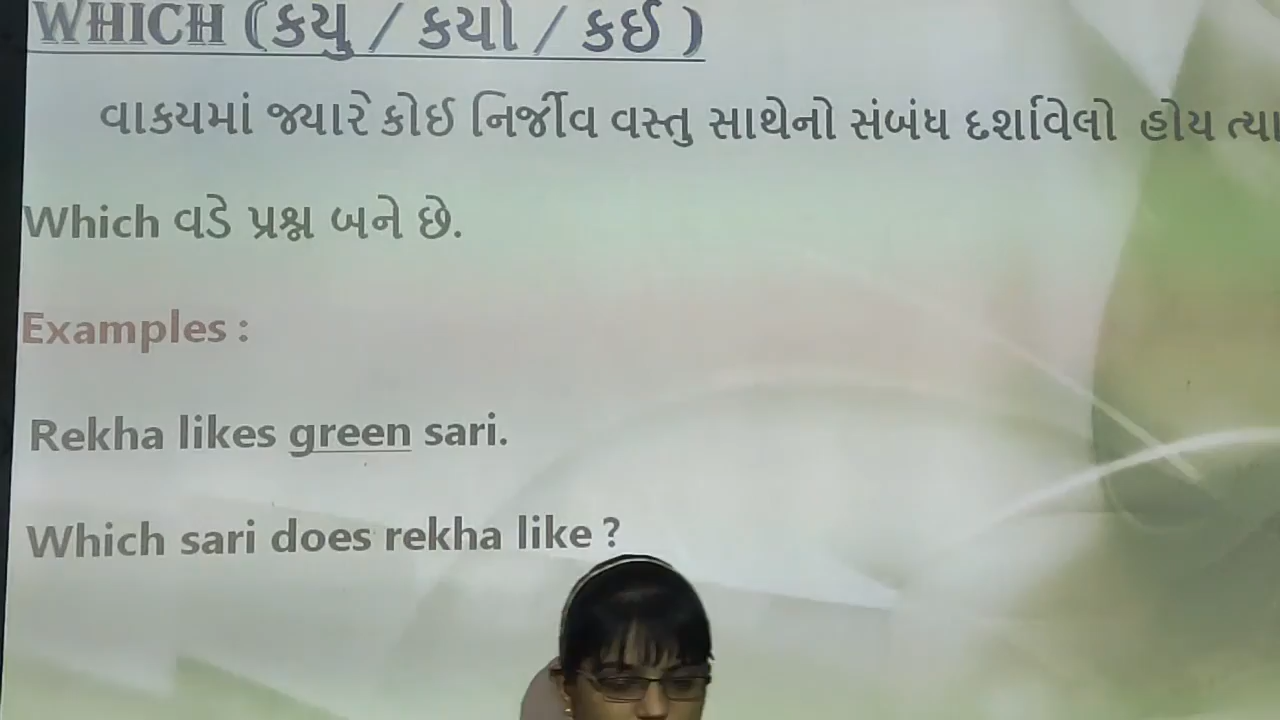 WHICH (કયુ / કયો / કઈ )
વાકયમાં જ્યારે કોઈ નિર્જીવ વસ્તુ સાથેનો સંબંધ દર્શાવેલો હોય
Which વડે પ્રશ્ન બને છે.
Examples :
Rekha likes green sari.
Which sari does rekha like ?